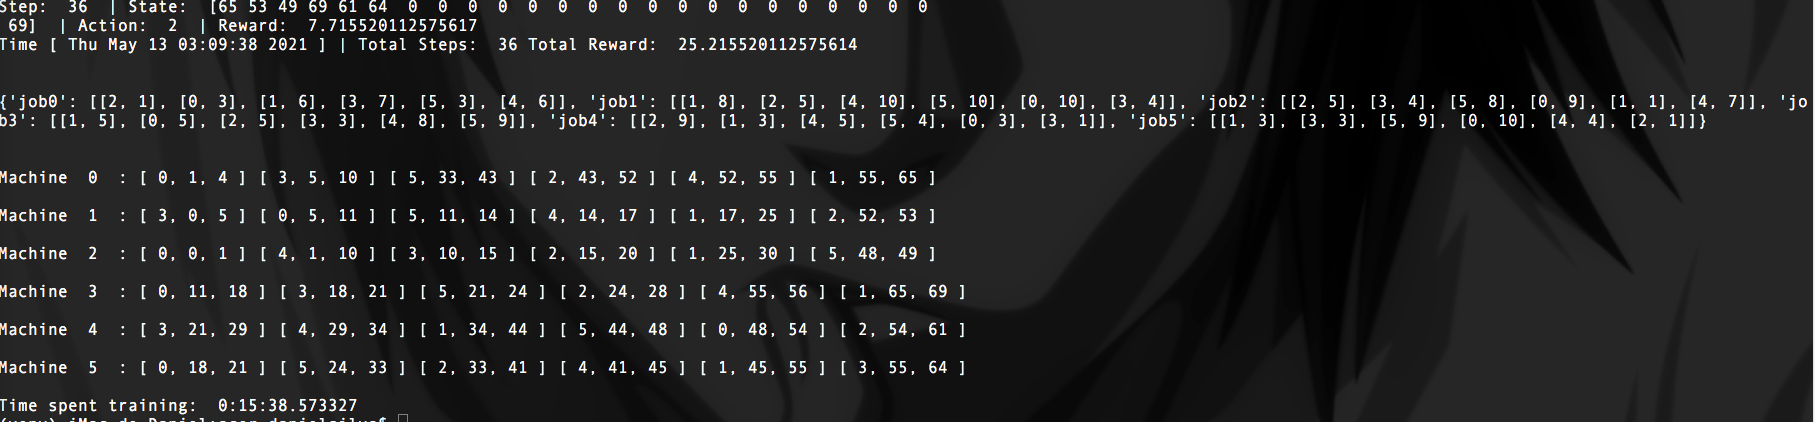 Step:  36  | State:  [65 53 49 69 61 64  0  0  0  0  0  0  0  0  0  0  0  0  0  0  0  0  0  0
 69]  | Action:  2  | Reward:  7.715520112575617
Time [ Thu May 13 03:09:38 2021 ] | Total Steps:  36 Total Reward:  25.215520112575614
{'job0': [[2, 1], [0, 3], [1, 6], [3, 7], [5, 3], [4, 6]], 'job1': [[1, 8], [2, 5], [4, 10], [5, 10], [0, 10], [3, 4]], 'job2': [[2, 5], [3, 4], [5, 8], [0, 9], [1, 1], [4, 7]], 'jo
b3': [[1, 5], [0, 5], [2, 5], [3, 3], [4, 8], [5, 9]], 'job4': [[2, 9], [1, 3], [4, 5], [5, 4], [0, 3], [3, 1]], 'job5': [[1, 3], [3, 3], [5, 9], [0, 10], [4, 4], [2, 1]]}
Machine  0  : [ 0, 1, 4 ] [ 3, 5, 10 ] [ 5, 33, 43 ] [ 2, 43, 52 ] [ 4, 52, 55 ] [ 1, 55, 65 ]
Machine  1  : [ 3, 0, 5 ] [ 0, 5, 11 ] [ 5, 11, 14 ] [ 4, 14, 17 ] [ 1, 17, 25 ] [ 2, 52, 53 ]
Machine  2  : [ 0, 0, 1 ] [ 4, 1, 10 ] [ 3, 10, 15 ] [ 2, 15, 20 ] [ 1, 25, 30 ] [ 5, 48, 49 ]
Machine  3  : [ 0, 11, 18 ] [ 3, 18, 21 ] [ 5, 21, 24 ] [ 2, 24, 28 ] [ 4, 55, 56 ] [ 1, 65, 69 ]
Machine  4  : [ 3, 21, 29 ] [ 4, 29, 34 ] [ 1, 34, 44 ] [ 5, 44, 48 ] [ 0, 48, 54 ] [ 2, 54, 61 ]
Machine  5  : [ 0, 18, 21 ] [ 5, 24, 33 ] [ 2, 33, 41 ] [ 4, 41, 45 ] [ 1, 45, 55 ] [ 3, 55, 64 ]
Time spent training:  0:15:38.573327